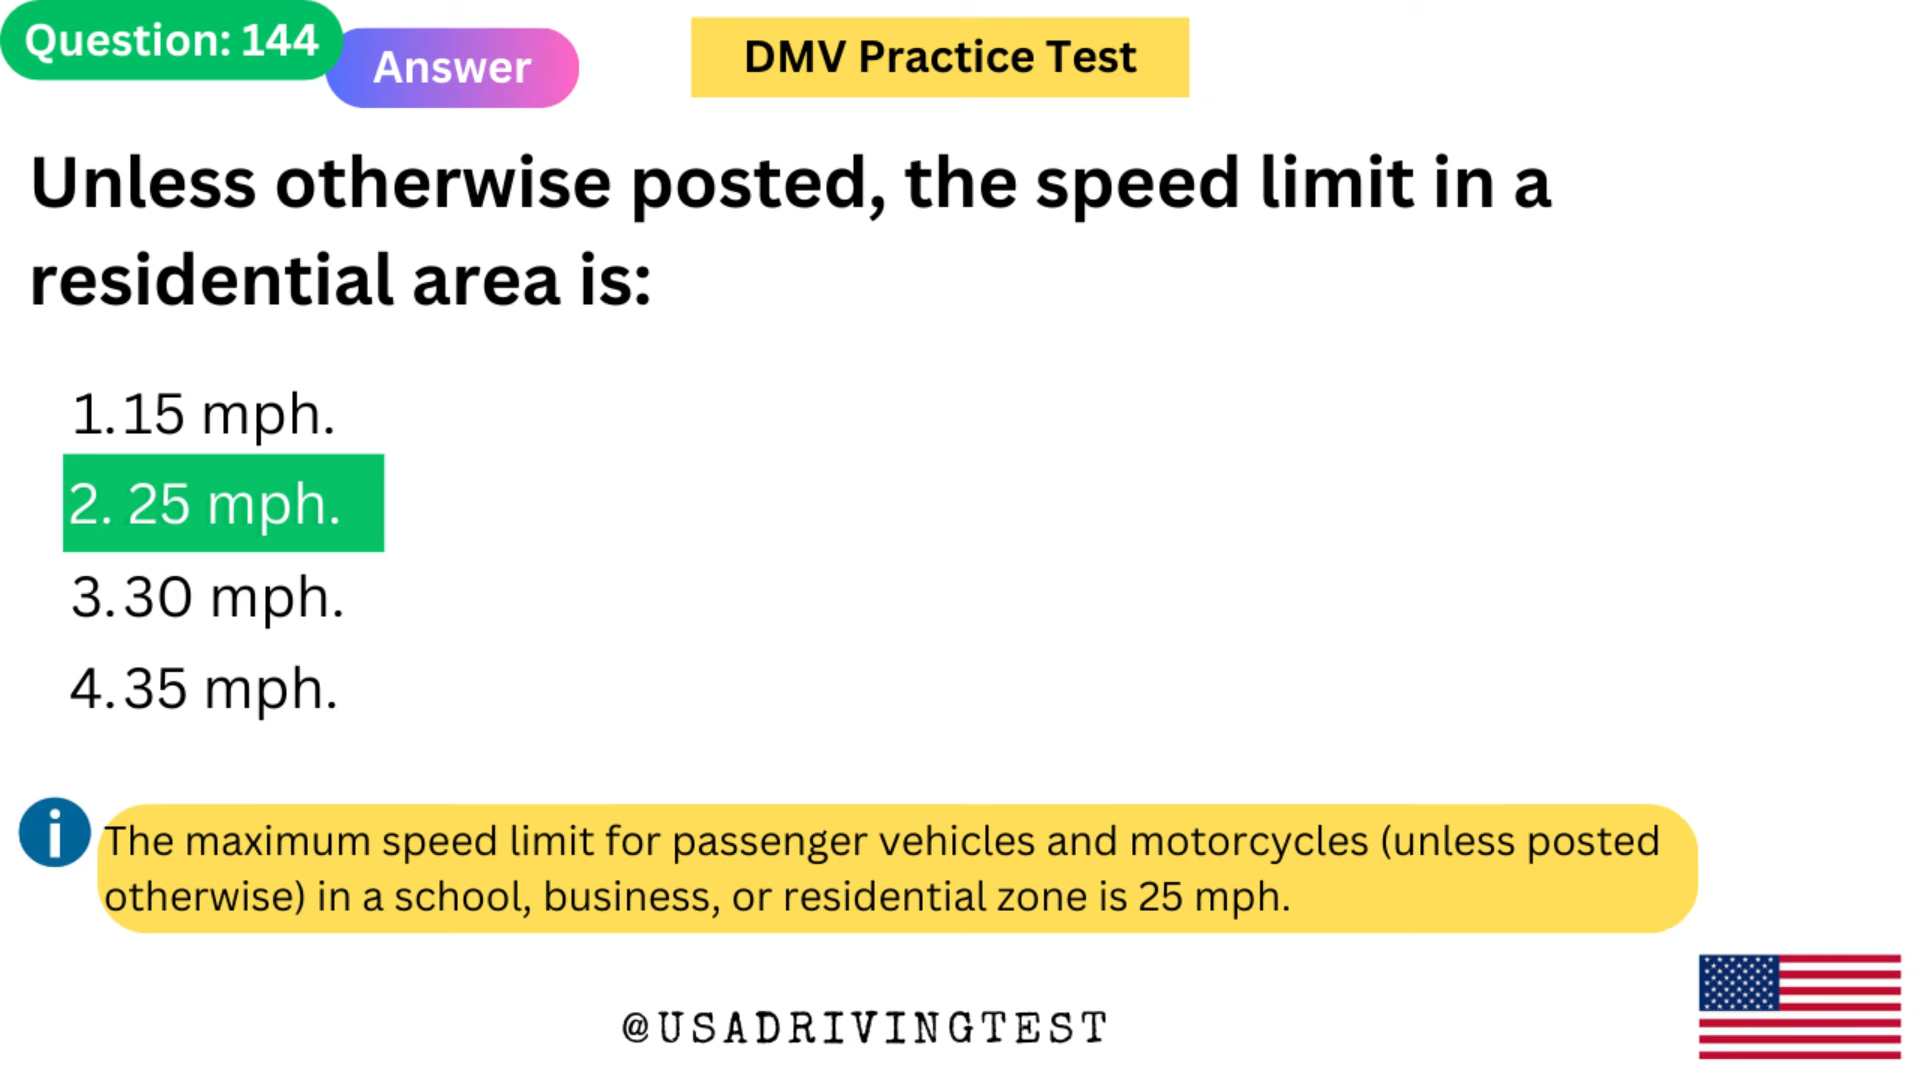 Question: 144
Answer
DMV Practice Test
Unless otherwise posted, the speed limit in a
residential area is:
1. 15 mph.
2. 25 mph.
3. 30 mph.
4. 35 mph.
i
The maximum speed limit for passenger vehicles and motorcycles (unless posted
otherwise) in a school, business, or residential zone is 25 mph.
@USADRIVINGTEST